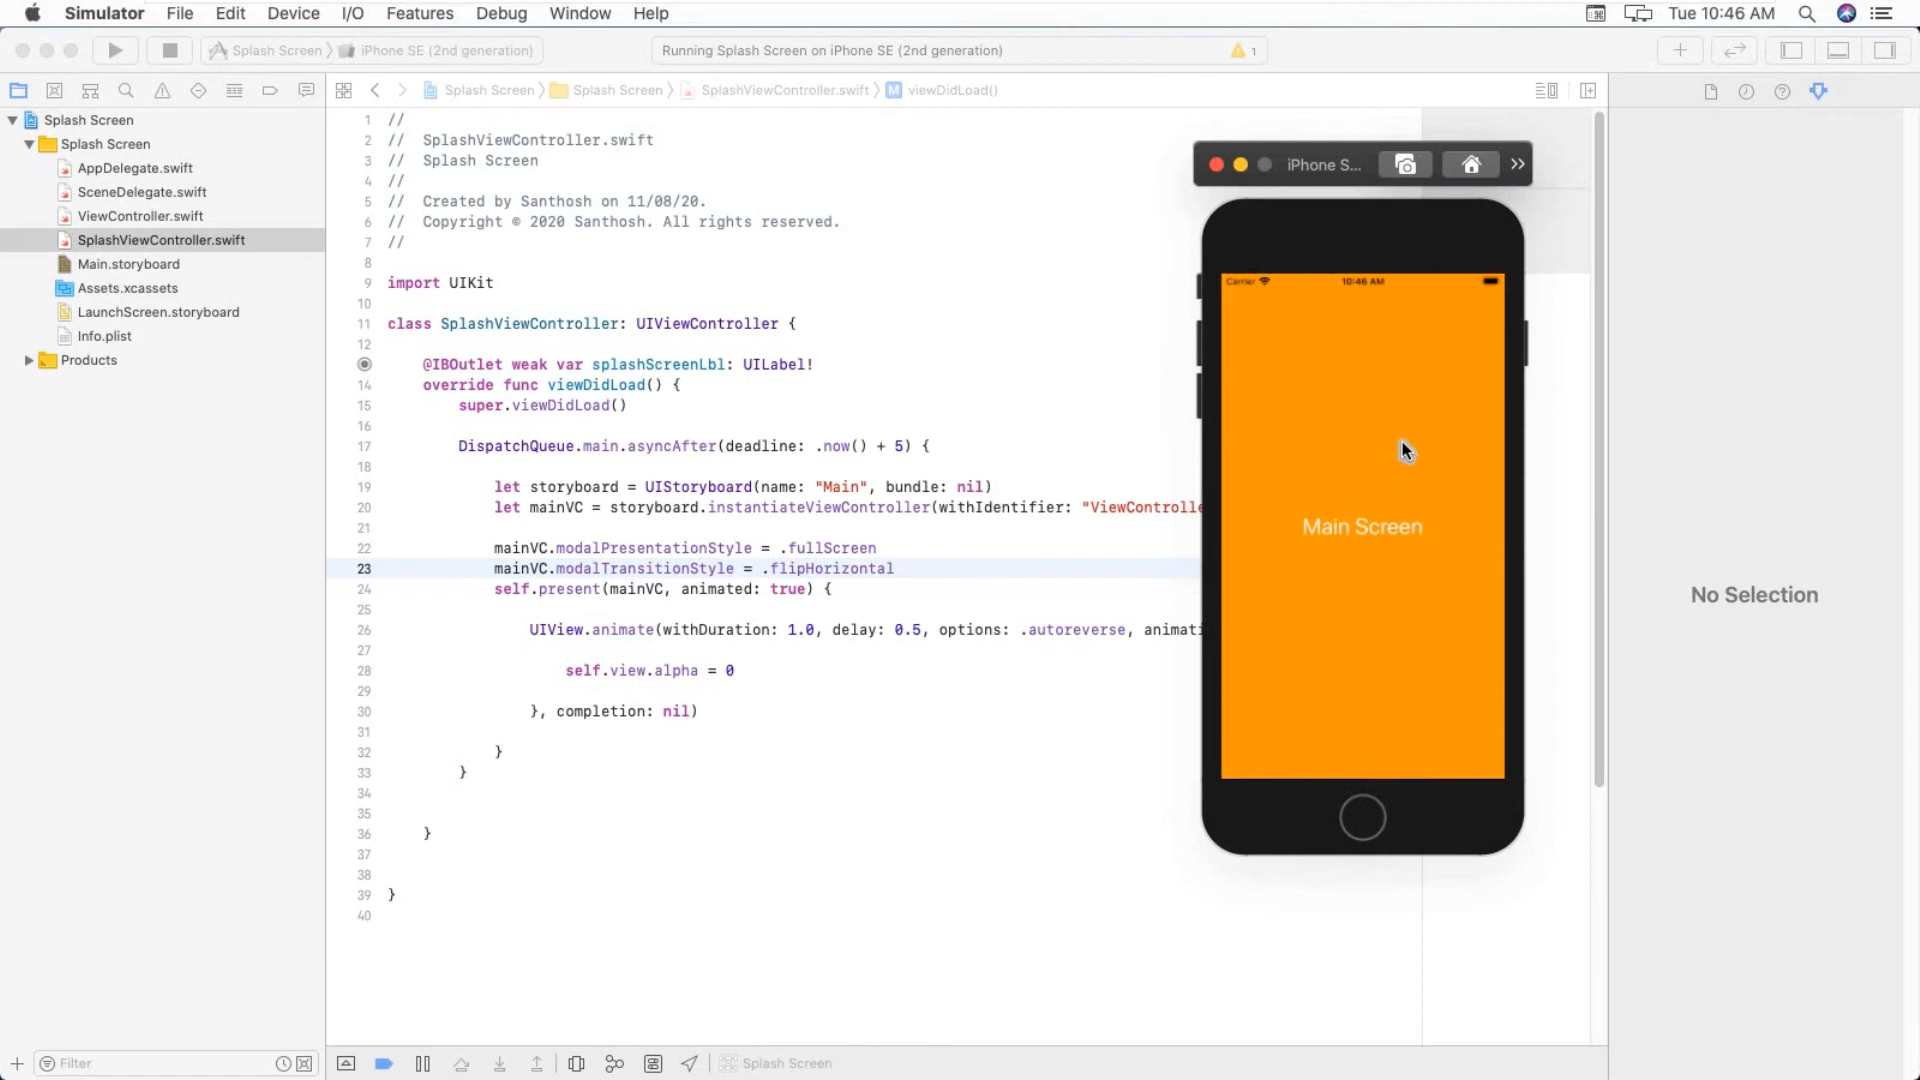 Simulator File Edit Device I/O Features Debug Window Help Tue 10:46 AM
Splash Screen iPhone SE (2nd generation) Running Splash Screen on iPhone SE (2nd generation) 1
Splash Screen Splash Screen SplashViewController.swift M viewDidLoad()
Splash Screen
Splash Screen
AppDelegate.swift
SceneDelegate.swift
ViewController.swift
SplashViewController.swift
Main.storyboard
Assets.xcassets
LaunchScreen.storyboard
Info.plist
Products
Filter
1 //
2 // SplashViewController.swift
3 // Splash Screen
4 //
5 // Created by Santhosh on 11/08/20.
6 // Copyright © 2020 Santhosh. All rights reserved.
7 //
8
9 import UIKit
10
11 class SplashViewController: UIViewController {
12
@IBOutlet weak var splashScreenLbl: UILabel!
14 override func viewDidLoad() {
15 super.viewDidLoad()
16
17 DispatchQueue.main.asyncAfter(deadline: .now() + 5) {
18
19 let storyboard = UIStoryboard(name: "Main", bundle: nil)
20 let mainVC = storyboard.instantiateViewController(withIdentifier: "ViewControlle
21
22 mainVC.modalPresentationStyle = .fullScreen
23 mainVC.modalTransitionStyle = .flipHorizontal
24 self.present(mainVC, animated: true) {
25
26 UIView.animate(withDuration: 1.0, delay: 0.5, options: .autoreverse, animati
27
28 self.view.alpha = 0
29
30 }, completion: nil)
31
32 }
33 }
34
35
36 }
37
38
39 }
40
iPhone S...
Carrier 10:46 AM
Main Screen
No Selection
Splash Screen